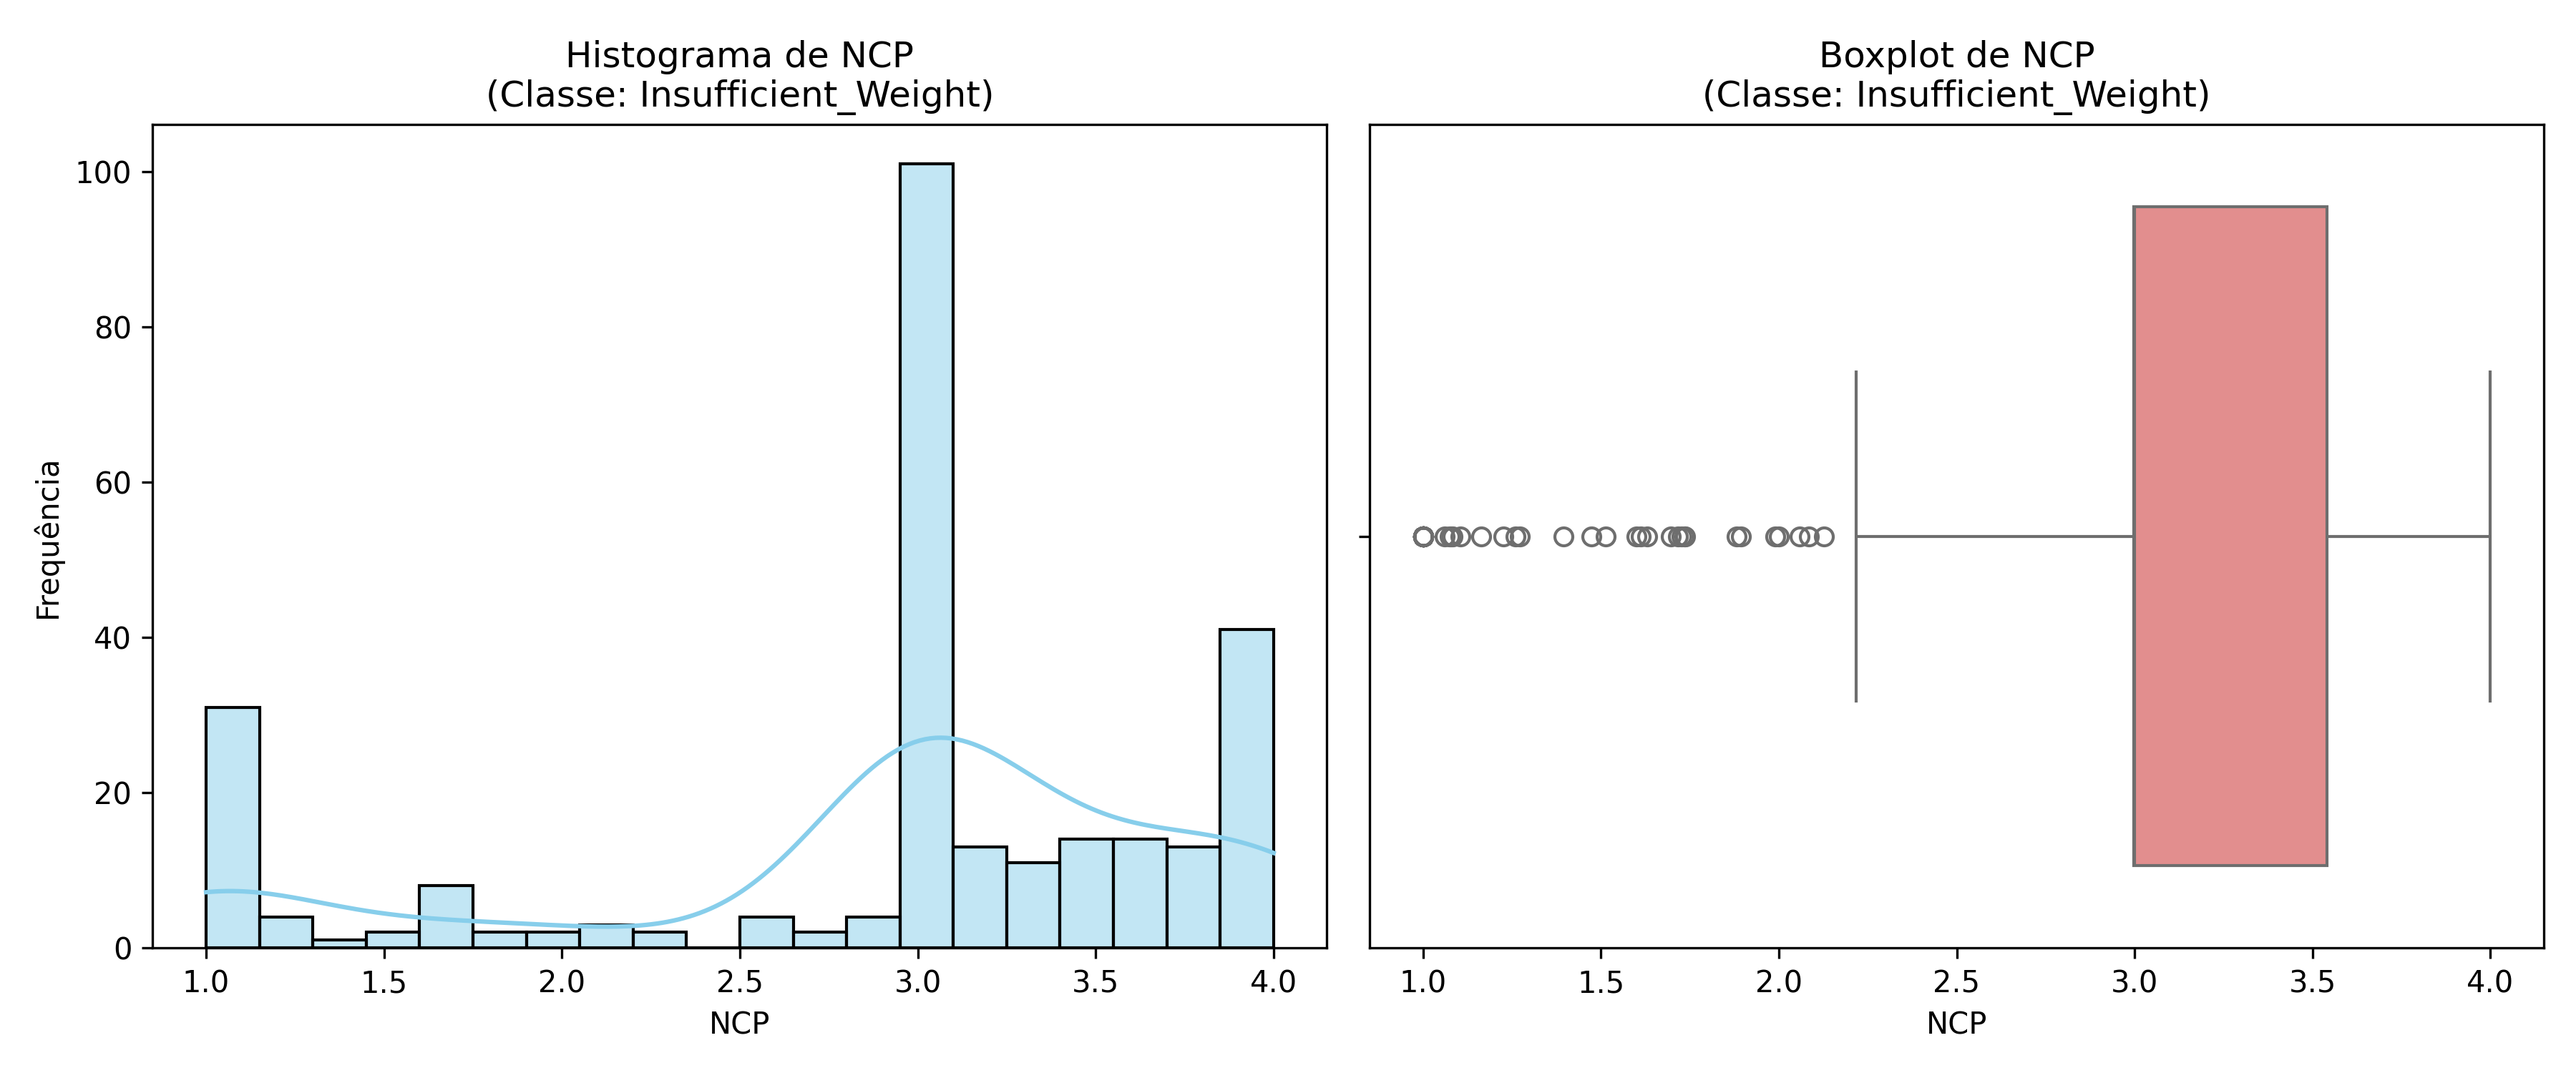 Histograma de NCP
(Classe: Insufficient_Weight)
Frequência
100
80
60
40
20
0
1.0 1.5 2.0 2.5 3.0 3.5 4.0
NCP
Boxplot de NCP
(Classe: Insufficient_Weight)
1.0 1.5 2.0 2.5 3.0 3.5 4.0
NCP